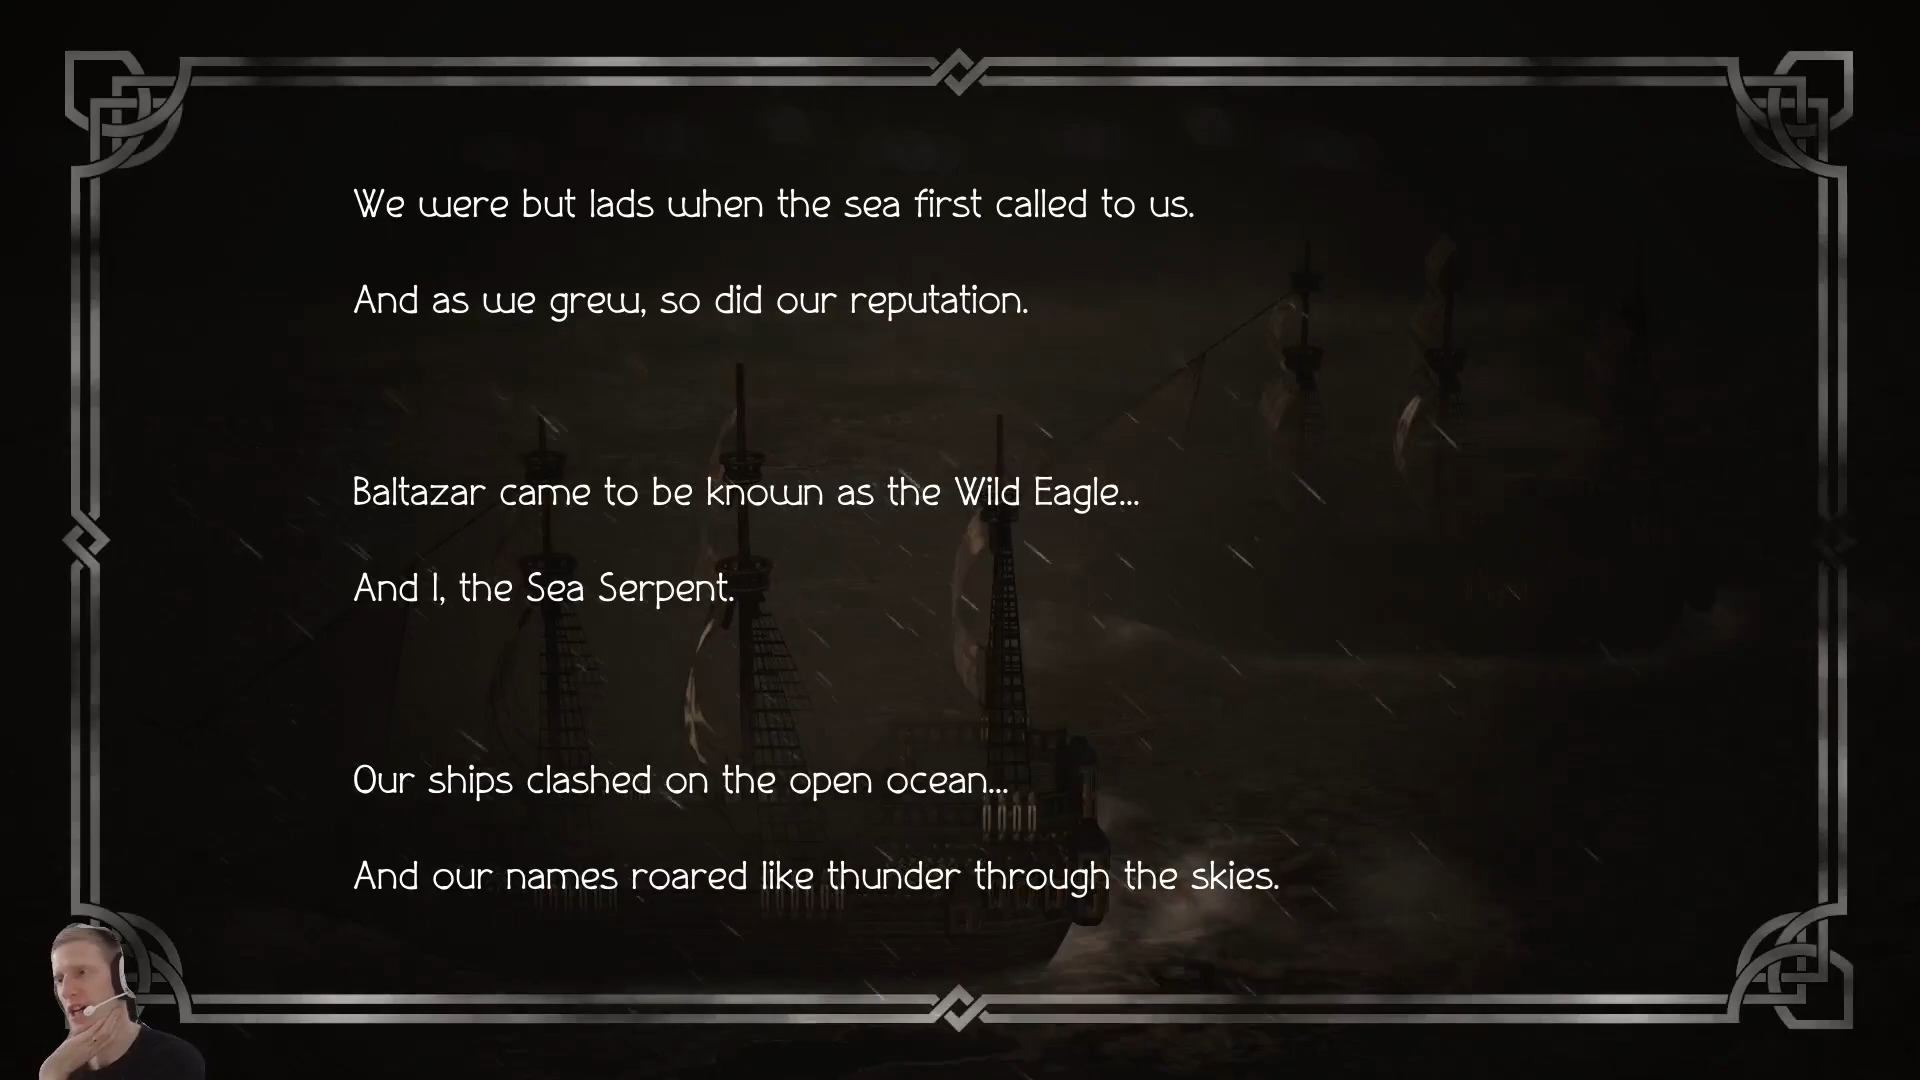 We were but lads when the sea first called to us.
And as we grew, so did our reputation.
Baltazar came to be known as the Wild Eagle...
And I, the Sea Serpent.
Our ships clashed on the open ocean...
And our names roared like thunder through the skies.